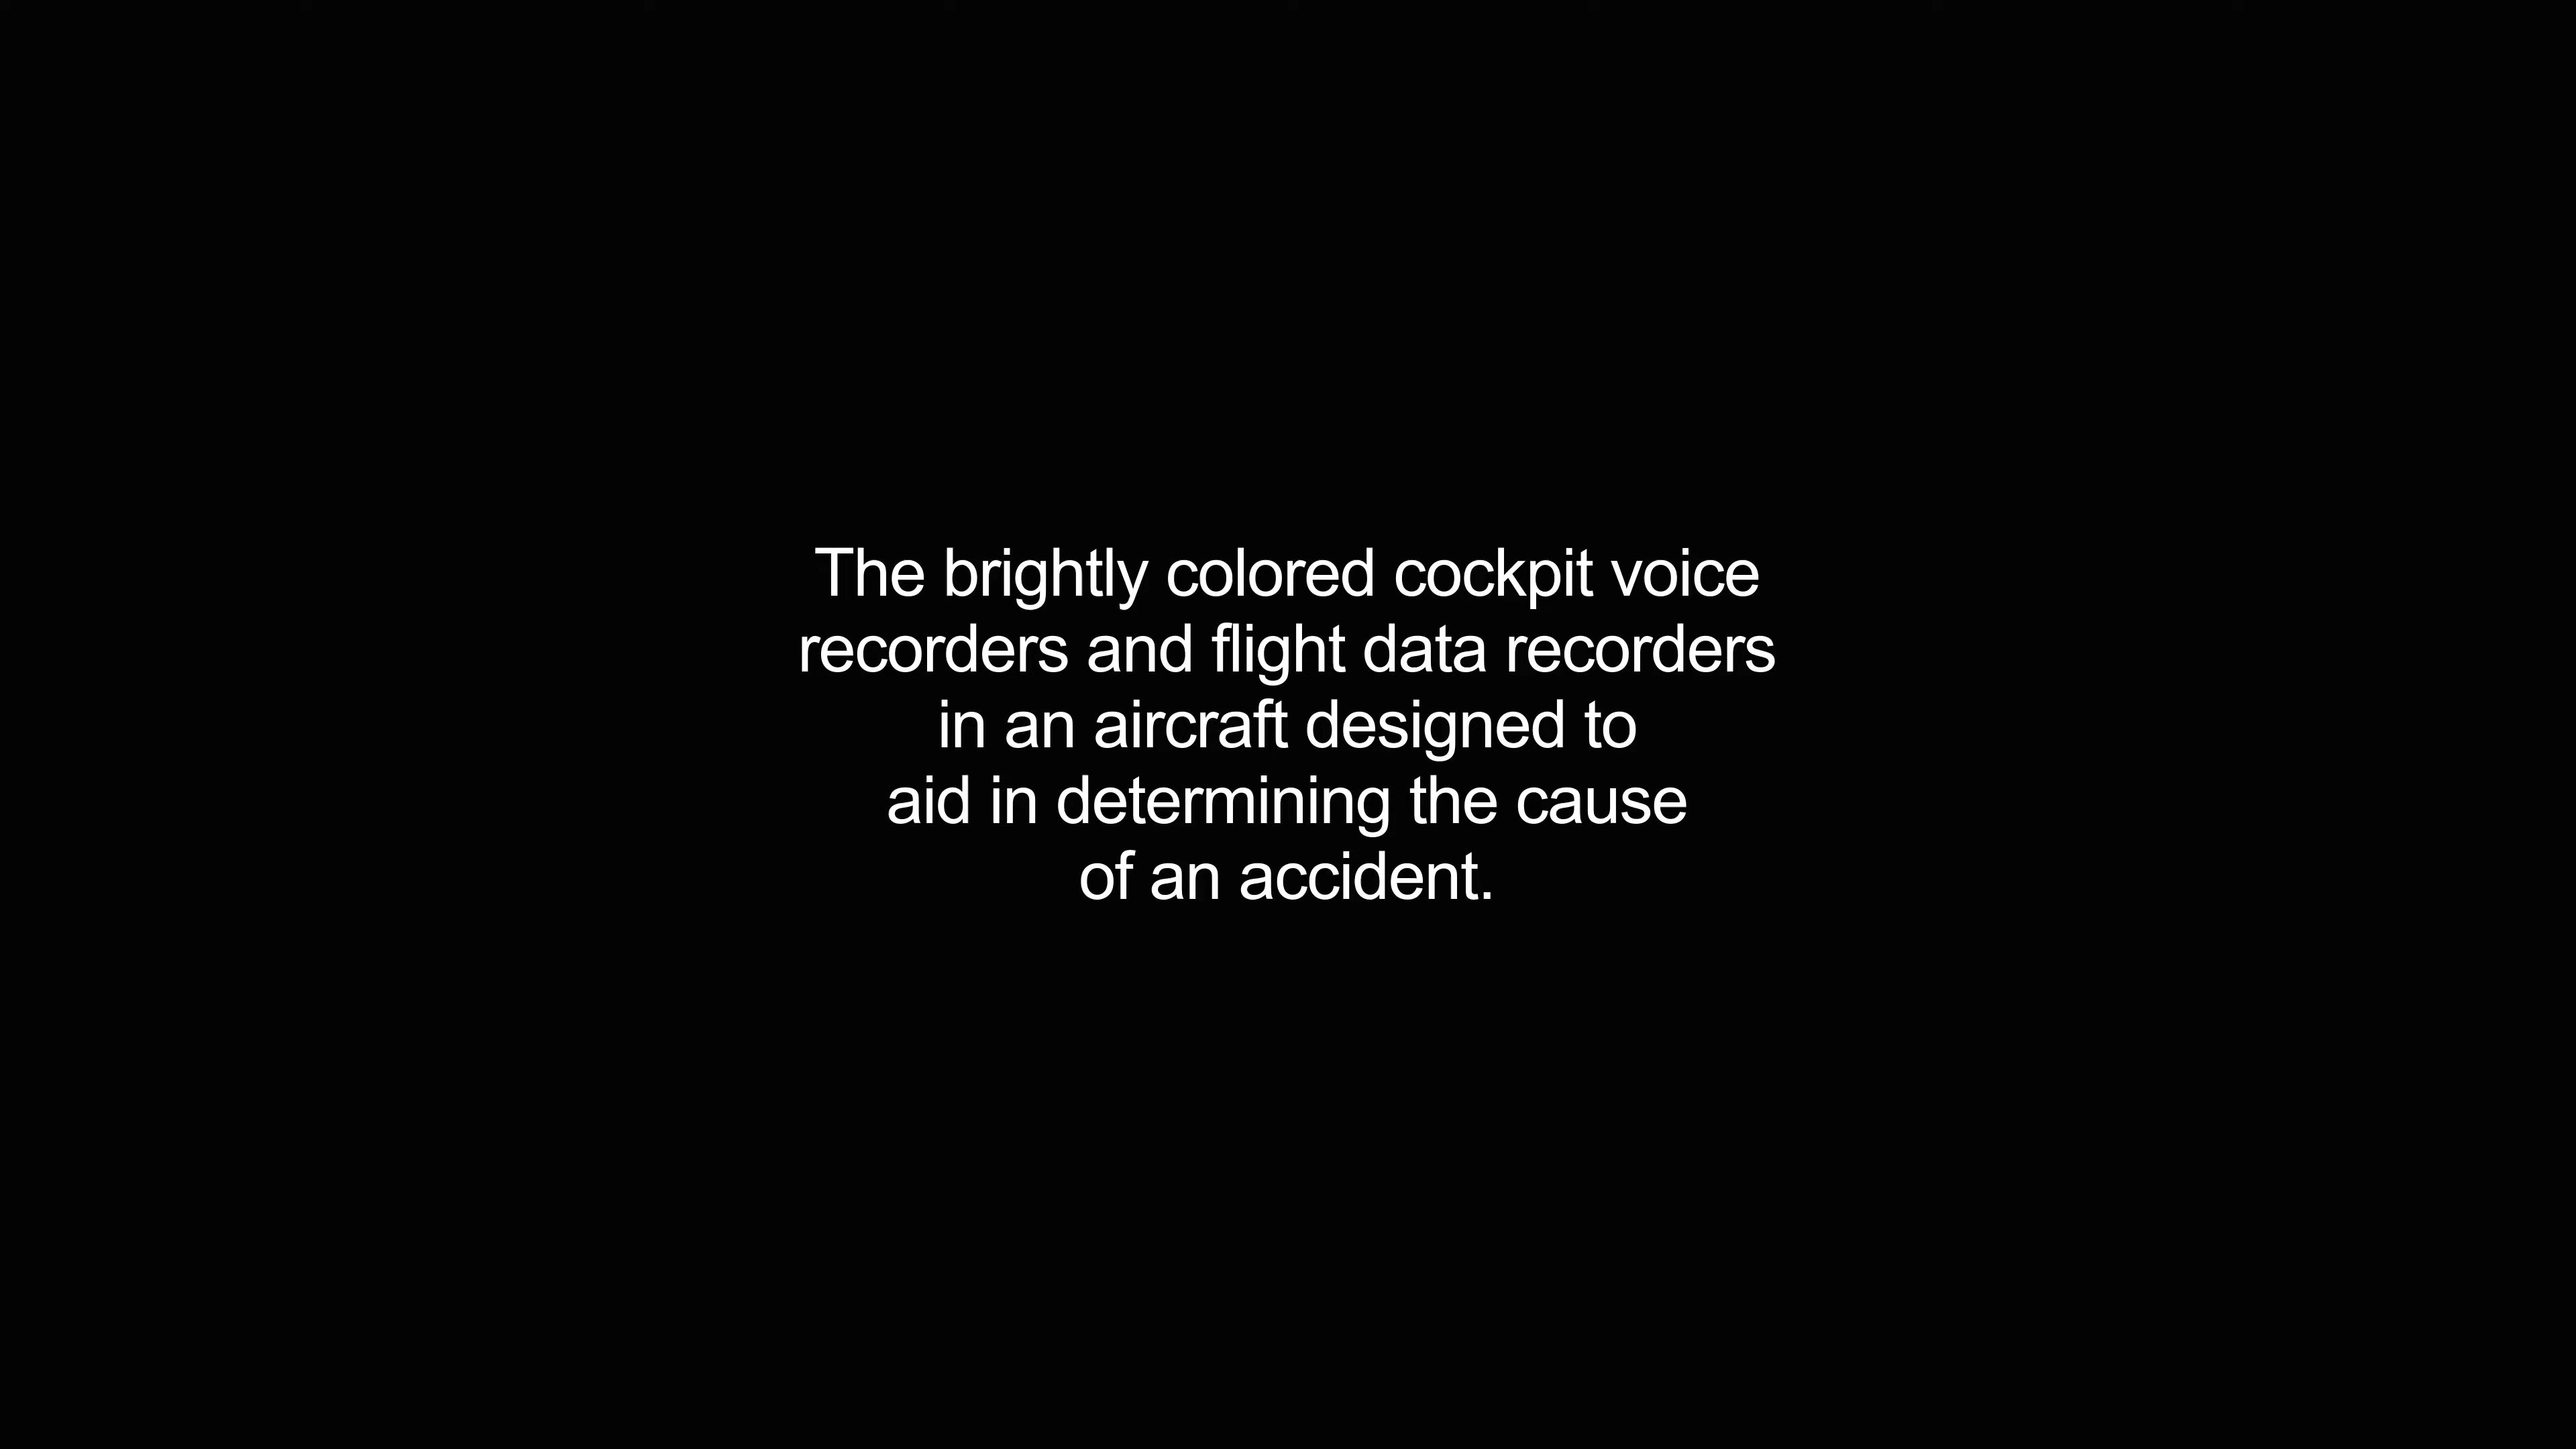 The brightly colored cockpit voice
recorders and flight data recorders
in an aircraft designed to
aid in determining the cause
of an accident.